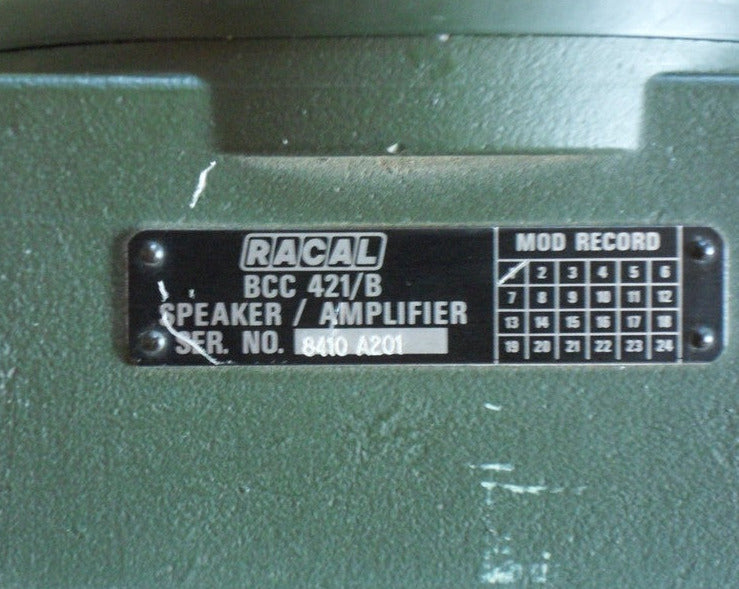 RACAL
BCC 421/B
SPEAKER / AMPLIFIER
SER. NO. 8410 A201
MOD RECORD
2 3 4 5 6
7 8 9 10 11 12
13 14 15 16 17 18
19 20 21 22 23 24